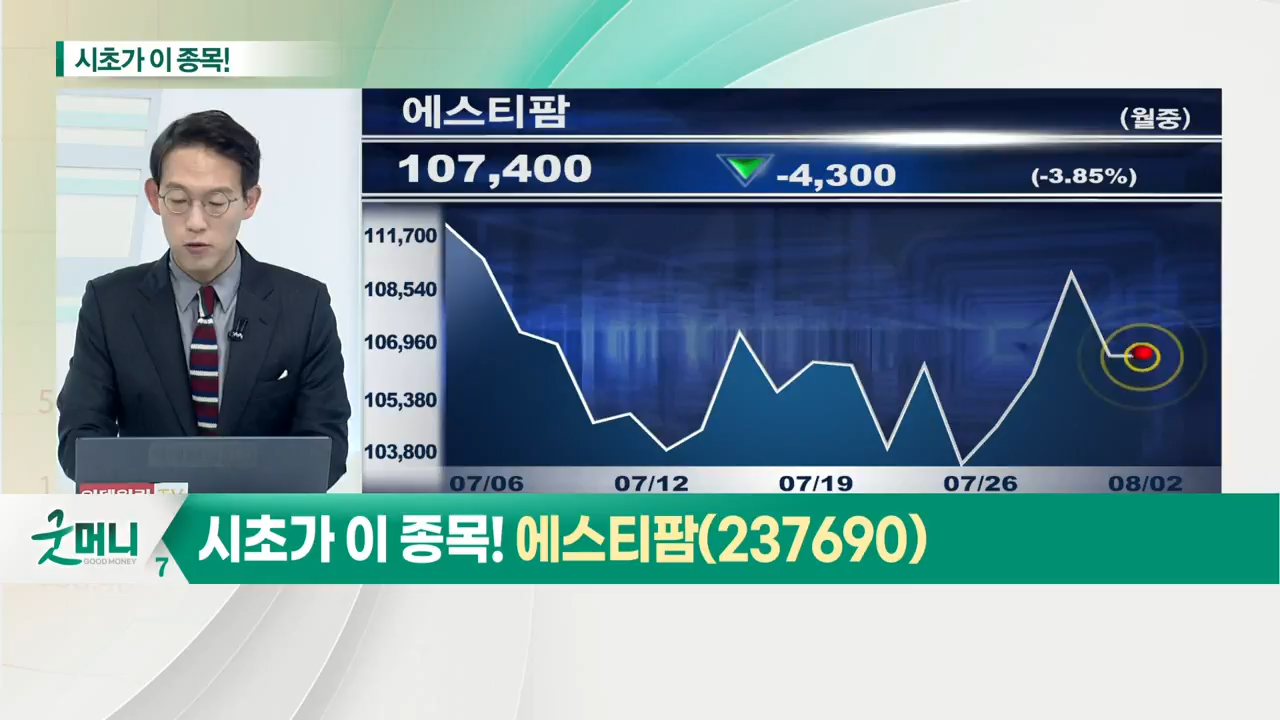 시초가 이 종목!
에스티팜
(월중)
107,400
-4,300
(-3.85%)
111,700
108,540
106,960
105,380
103,800
07/06
07/12
07/19
07/26
08/02
굿머니
GOOD MONEY
7
시초가 이 종목! 에스티팜(237690)